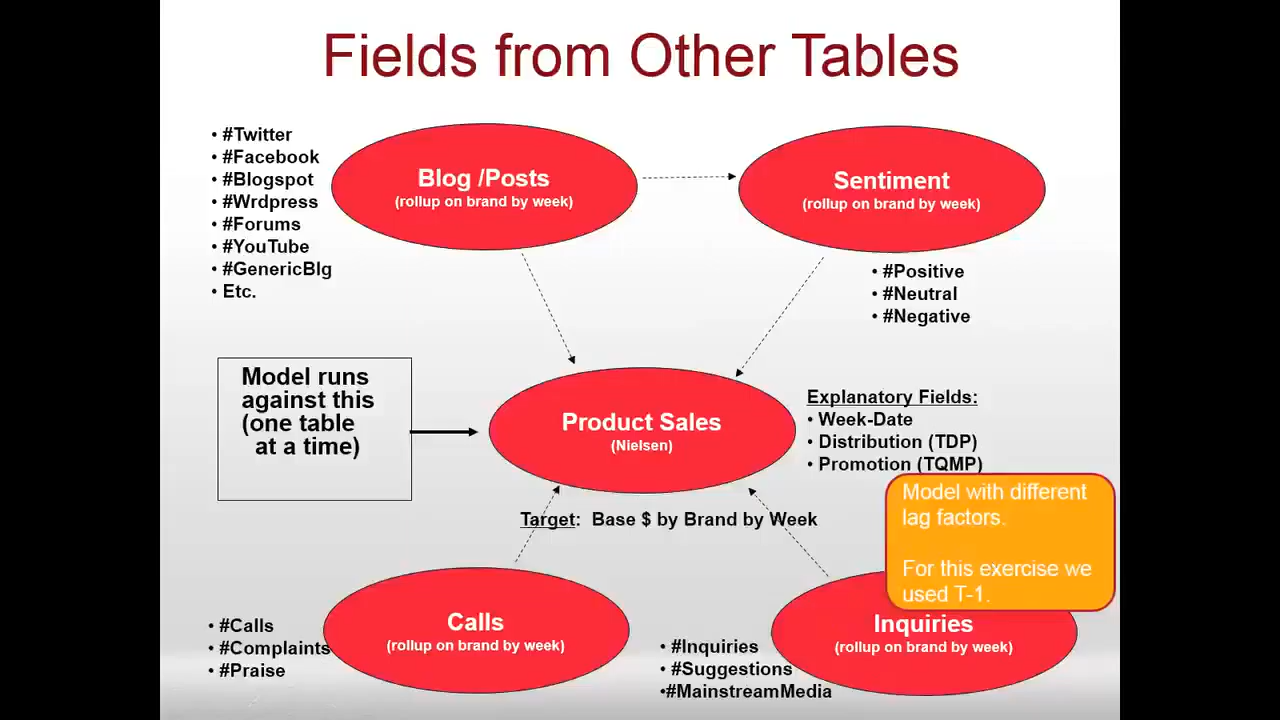 Fields from Other Tables
• #Twitter
• #Facebook
• #Blogspot
• #Wrdpress
• #Forums
• #YouTube
• #GenericBlg
• Etc.
Blog /Posts
(rollup on brand by week)
Sentiment
(rollup on brand by week)
• #Positive
• #Neutral
• #Negative
Model runs
against this
(one table
at a time)
Product Sales
(Nielsen)
Explanatory Fields:
• Week-Date
• Distribution (TDP)
• Promotion (TQMP)
Model with different
lag factors.
For this exercise we
used T-1.
Target: Base $ by Brand by Week
• #Calls
• #Complaints
• #Praise
Calls
(rollup on brand by week)
• #Inquiries
• #Suggestions
•#MainstreamMedia
Inquiries
(rollup on brand by week)